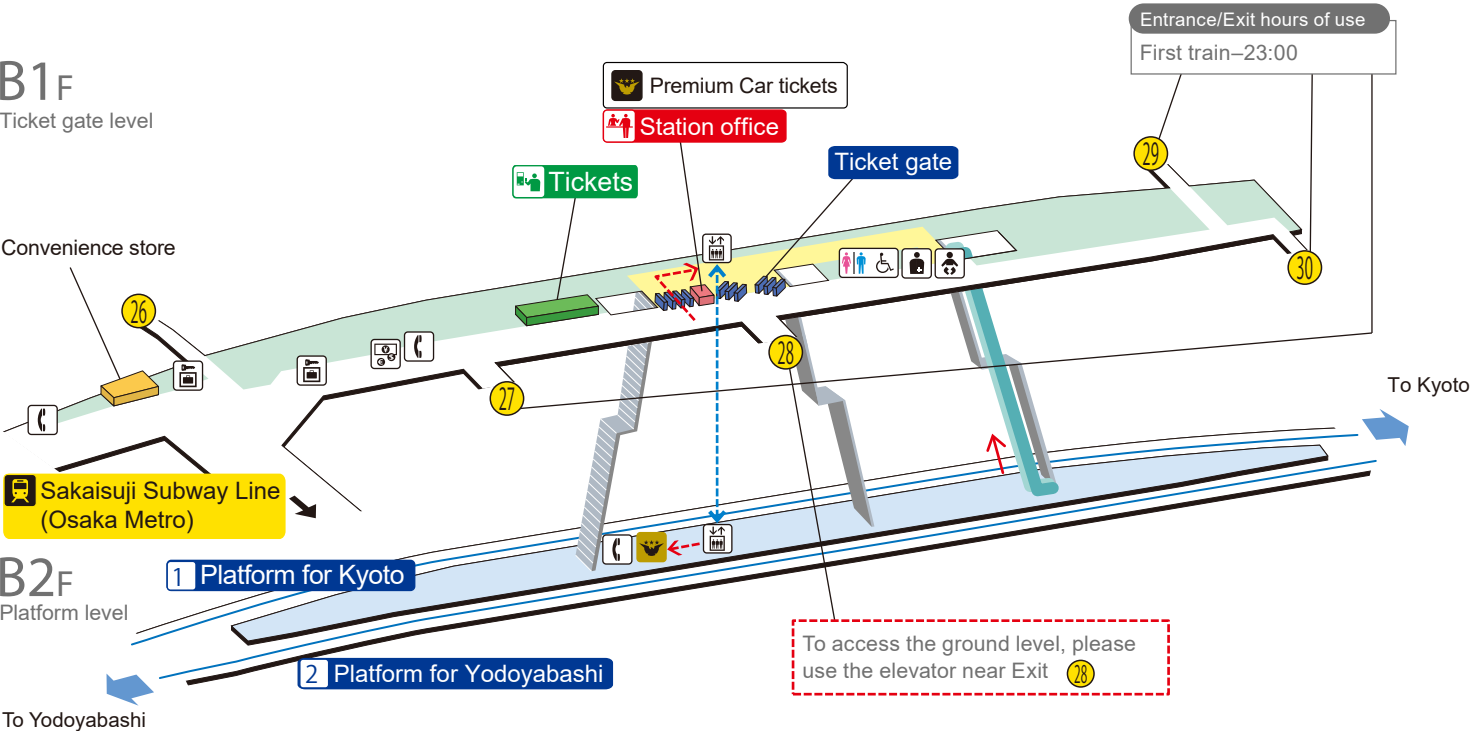 Entrance/Exit hours of use
First train–23:00
B1F
Ticket gate level
Premium Car tickets
Station office
Ticket gate
Tickets
29
Convenience store
30
26
28
27
To Kyoto
Sakaisuji Subway Line
(Osaka Metro)
B2F
Platform level
1 Platform for Kyoto
To access the ground level, please
use the elevator near Exit 28
2 Platform for Yodoyabashi
To Yodoyabashi